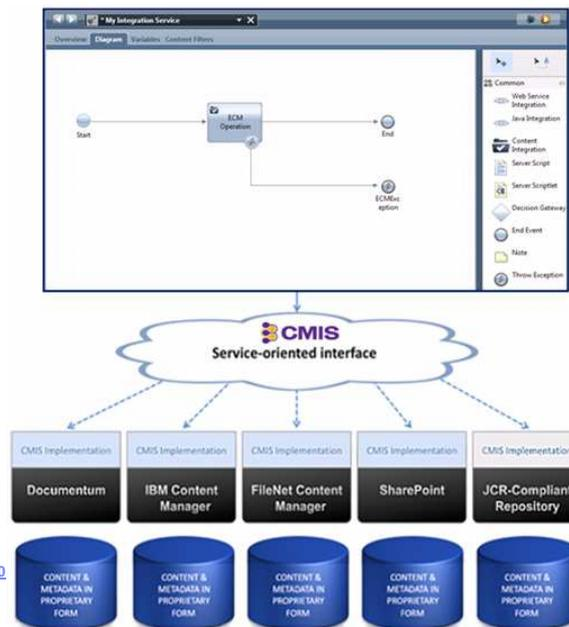 * My Integration Service
Overview Diagram Variables Content Filters
Start
ECM
Operation
End
ECMExc
eption
Common
Web Service
Integration
Java Integration
Content
Integration
Server Script
Server Scriptlet
Decision Gateway
End Event
Note
Throw Exception
CMIS
Service-oriented interface
CMIS Implementation CMIS Implementation CMIS Implementation CMIS Implementation CMIS Implementation
Documentum
IBM Content
Manager
FileNet Content
Manager
SharePoint
JCR-Compliant
Repository
0
CONTENT &
METADATA IN
PROPRIETARY
FORM
CONTENT &
METADATA IN
PROPRIETARY
FORM
CONTENT &
METADATA IN
PROPRIETARY
FORM
CONTENT &
METADATA IN
PROPRIETARY
FORM
CONTENT &
METADATA IN
PROPRIETARY
FORM